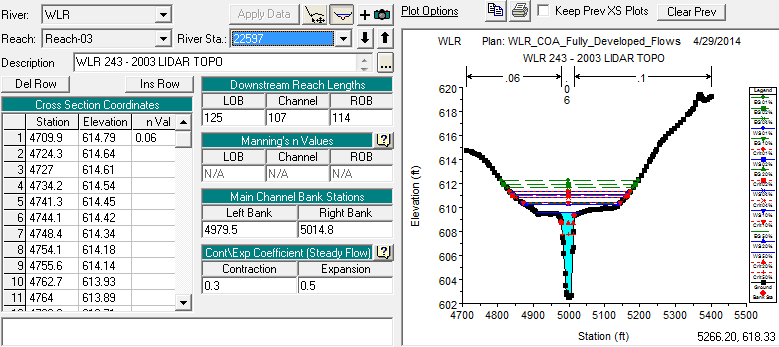 River: WLR Apply Data
Reach: Reach-03 River Sta.: 22597
Description WLR 243 - 2003 LIDAR TOPO ...
Del Row Ins Row
Cross Section Coordinates
Station Elevation n Val
1 4709.9 614.79 0.06
2 4724.3 614.64
3 4727 614.61
4 4734.2 614.54
5 4741.3 614.45
6 4744.1 614.42
7 4748.4 614.34
8 4754.1 614.18
9 4755.6 614.14
10 4762.7 613.93
11 4764 613.89
Downstream Reach Lengths
LOB Channel ROB
125 107 114
Manning's n Values ?
LOB Channel ROB
N/A N/A N/A
Main Channel Bank Stations
Left Bank Right Bank
4979.5 5014.8
Cont\Exp Coefficient (Steady Flow) ?
Contraction Expansion
0.3 0.5
Plot Options Keep Prev XS Plots Clear Prev
WLR Plan: WLR_COA_Fully_Developed_Flows 4/29/2014
WLR 243 - 2003 LIDAR TOPO
.06 .06 .1
620
618
616
614
612
610
608
606
604
602
Elevation (ft)
4700 4800 4900 5000 5100 5200 5300 5400 5500
Station (ft)
5266.20, 618.33
Legend
Ground
Bank Sta